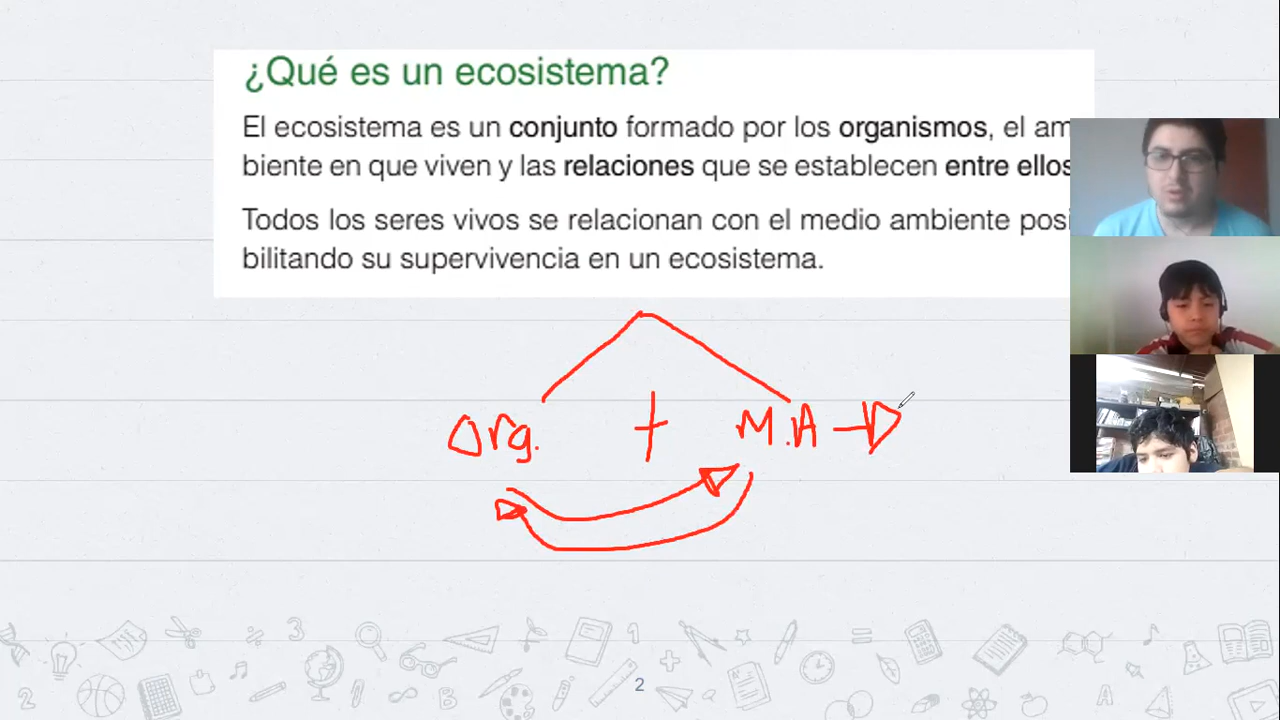 ¿Qué es un ecosistema?
El ecosistema es un conjunto formado por los organismos, el am
biente en que viven y las relaciones que se establecen entre ellos
Todos los seres vivos se relacionan con el medio ambiente posi
bilitando su supervivencia en un ecosistema.
Org. + M.A
2